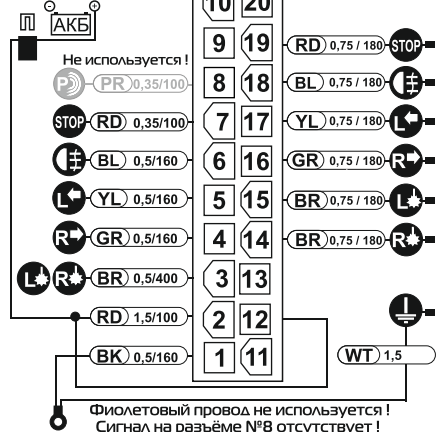 10 20
АКБ
9 19 RD 0,75 / 180 STOP
Не используется !
PR 0,35/100 8 18 BL 0,75 / 180
STOP RD 0,35/100 7 17 YL 0,75 / 180 L
BL 0,5/160 6 16 GR 0,75 / 180 R
L YL 0,5/160 5 15 BR 0,75 / 180 L
R GR 0,5/160 4 14 BR 0,75 / 180 R
L R BR 0,5/400 3 13
RD 1,5/100 2 12
BK 0,5/160 1 11 WT 1,5
Фиолетовый провод не используется !
Сигнал на разъёме №8 отсутствует !